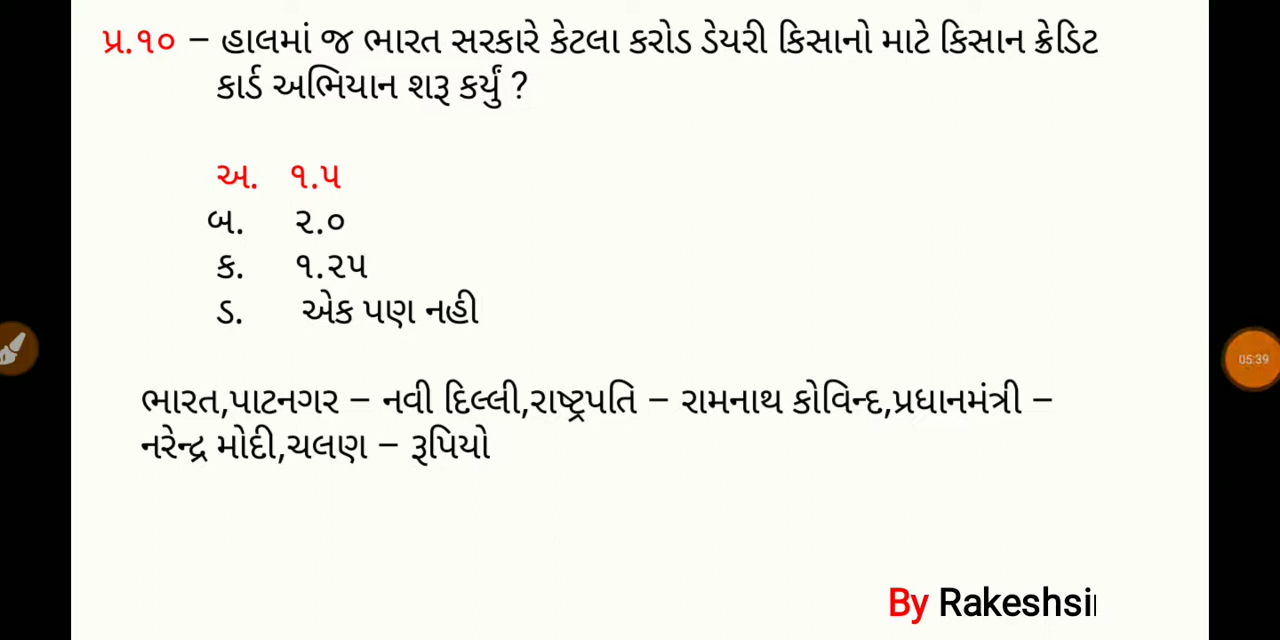 પ્ર.૧૦ – હાલમાં જ ભારત સરકારે કેટલા કરોડ ડેયરી કિસાનો માટે કિસાન ક્રેડિટ
કાર્ડ અભિયાન શરૂ કર્યું ?
અ. ૧.૫
બ. ૨.૦
ક. ૧.૨૫
ડ. એક પણ નહી
ભારત,પાટનગર – નવી દિલ્લી,રાષ્ટ્રપતિ – રામનાથ કોવિન્દ,પ્રધાનમંત્રી –
નરેન્દ્ર મોદી,ચલણ – રૂપિયો
05:39
By Rakeshsi